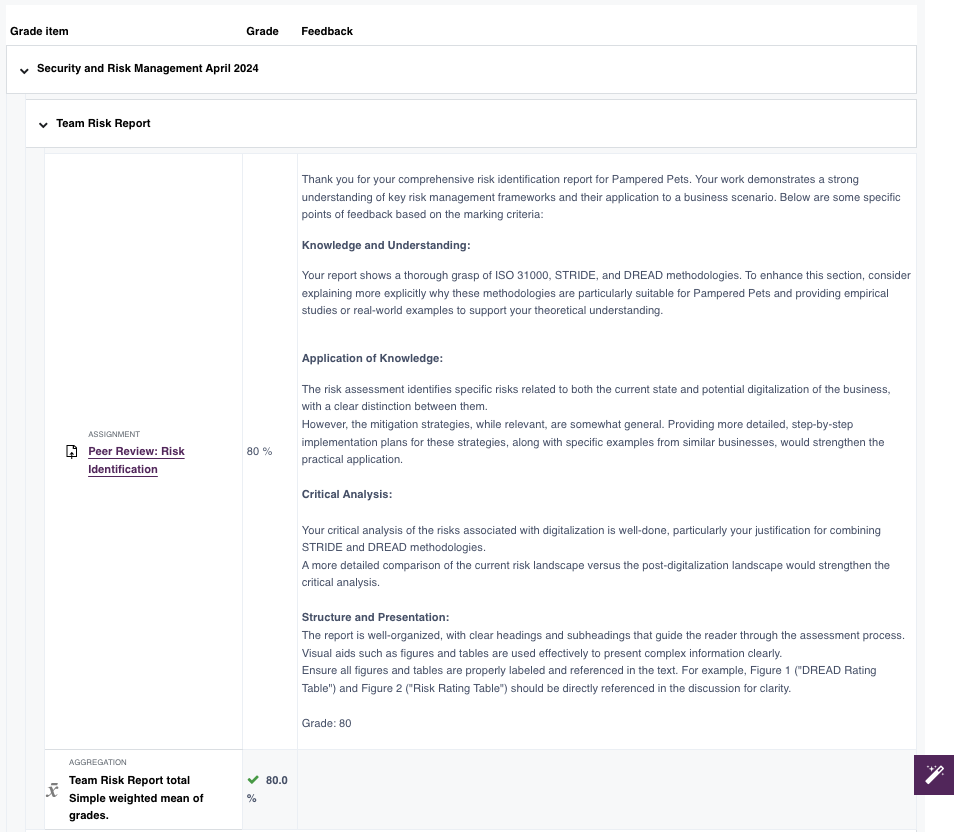 Grade item Grade Feedback
Security and Risk Management April 2024
Team Risk Report
ASSIGNMENT
Peer Review: Risk
Identification
80 %
Thank you for your comprehensive risk identification report for Pampered Pets. Your work demonstrates a strong
understanding of key risk management frameworks and their application to a business scenario. Below are some specific
points of feedback based on the marking criteria:
Knowledge and Understanding:
Your report shows a thorough grasp of ISO 31000, STRIDE, and DREAD methodologies. To enhance this section, consider
explaining more explicitly why these methodologies are particularly suitable for Pampered Pets and providing empirical
studies or real-world examples to support your theoretical understanding.
Application of Knowledge:
The risk assessment identifies specific risks related to both the current state and potential digitalization of the business,
with a clear distinction between them.
However, the mitigation strategies, while relevant, are somewhat general. Providing more detailed, step-by-step
implementation plans for these strategies, along with specific examples from similar businesses, would strengthen the
practical application.
Critical Analysis:
Your critical analysis of the risks associated with digitalization is well-done, particularly your justification for combining
STRIDE and DREAD methodologies.
A more detailed comparison of the current risk landscape versus the post-digitalization landscape would strengthen the
critical analysis.
Structure and Presentation:
The report is well-organized, with clear headings and subheadings that guide the reader through the assessment process.
Visual aids such as figures and tables are used effectively to present complex information clearly.
Ensure all figures and tables are properly labeled and referenced in the text. For example, Figure 1 ("DREAD Rating
Table") and Figure 2 ("Risk Rating Table") should be directly referenced in the discussion for clarity.
Grade: 80
AGGREGATION
Team Risk Report total
Simple weighted mean of
grades.
80.0
%